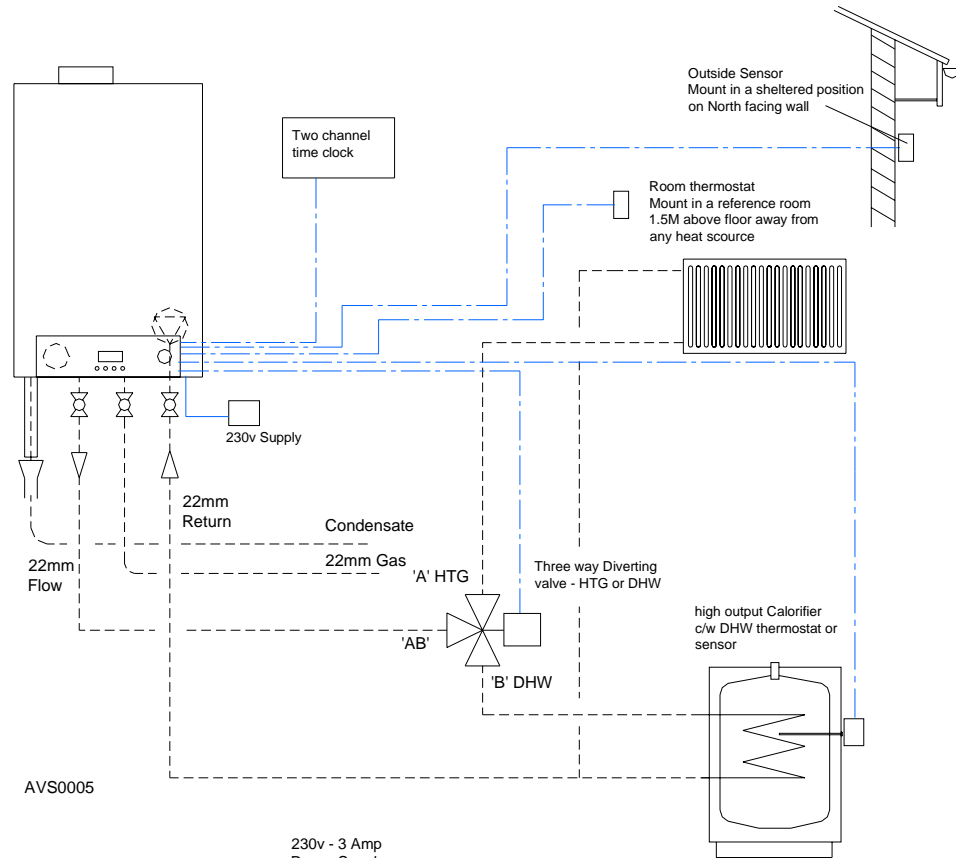 Outside Sensor
Mount in a sheltered position
on North facing wall
Two channel
time clock
Room thermostat
Mount in a reference room
1.5M above floor away from
any heat scource
230v Supply
22mm
Return
Condensate
22mm Gas
22mm
Flow
'A' HTG
Three way Diverting
valve - HTG or DHW
'AB'
'B' DHW
high output Calorifier
c/w DHW thermostat or
sensor
AVS0005
230v - 3 Amp